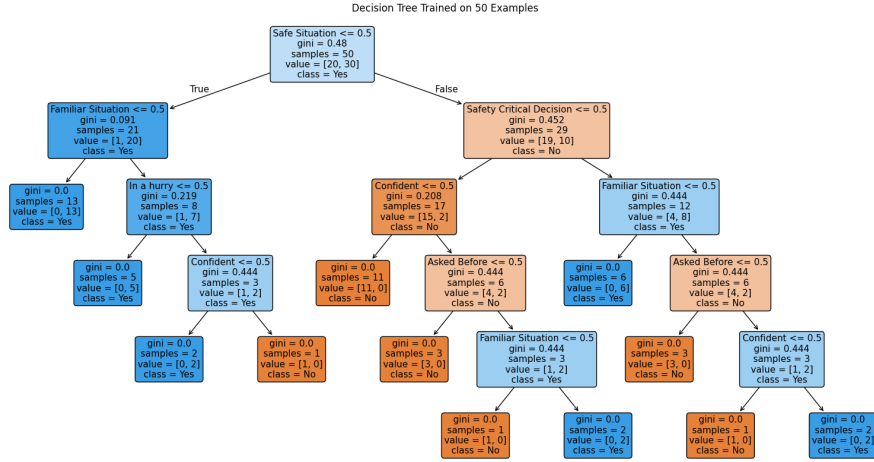 Decision Tree Trained on 50 Examples
Safe Situation <= 0.5
gini = 0.48
samples = 50
value = [20, 30]
class = Yes
True
False
Familiar Situation <= 0.5
gini = 0.091
samples = 21
value = [1, 20]
class = Yes
Safety Critical Decision <= 0.5
gini = 0.452
samples = 29
value = [19, 10]
class = No
gini = 0.0
samples = 13
value = [0, 13]
class = Yes
In a hurry <= 0.5
gini = 0.219
samples = 8
value = [1, 7]
class = Yes
Confident <= 0.5
gini = 0.208
samples = 17
value = [15, 2]
class = No
Familiar Situation <= 0.5
gini = 0.444
samples = 12
value = [4, 8]
class = Yes
gini = 0.0
samples = 5
value = [0, 5]
class = Yes
Confident <= 0.5
gini = 0.444
samples = 3
value = [1, 2]
class = Yes
gini = 0.0
samples = 11
value = [11, 0]
class = No
Asked Before <= 0.5
gini = 0.444
samples = 6
value = [4, 2]
class = No
gini = 0.0
samples = 6
value = [0, 6]
class = Yes
Asked Before <= 0.5
gini = 0.444
samples = 6
value = [4, 2]
class = No
gini = 0.0
samples = 2
value = [0, 2]
class = Yes
gini = 0.0
samples = 1
value = [1, 0]
class = No
gini = 0.0
samples = 3
value = [3, 0]
class = No
Familiar Situation <= 0.5
gini = 0.444
samples = 3
value = [1, 2]
class = Yes
gini = 0.0
samples = 3
value = [3, 0]
class = No
Confident <= 0.5
gini = 0.444
samples = 3
value = [1, 2]
class = Yes
gini = 0.0
samples = 1
value = [1, 0]
class = No
gini = 0.0
samples = 2
value = [0, 2]
class = Yes
gini = 0.0
samples = 1
value = [1, 0]
class = No
gini = 0.0
samples = 2
value = [0, 2]
class = Yes